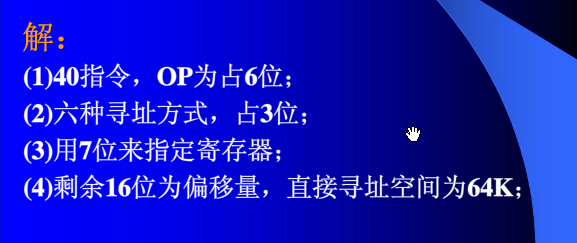 解：
(1)40指令，OP为占6位；
(2)六种寻址方式，占3位；
(3)用7位来指定寄存器；
(4)剩余16位为偏移量，直接寻址空间为64K；